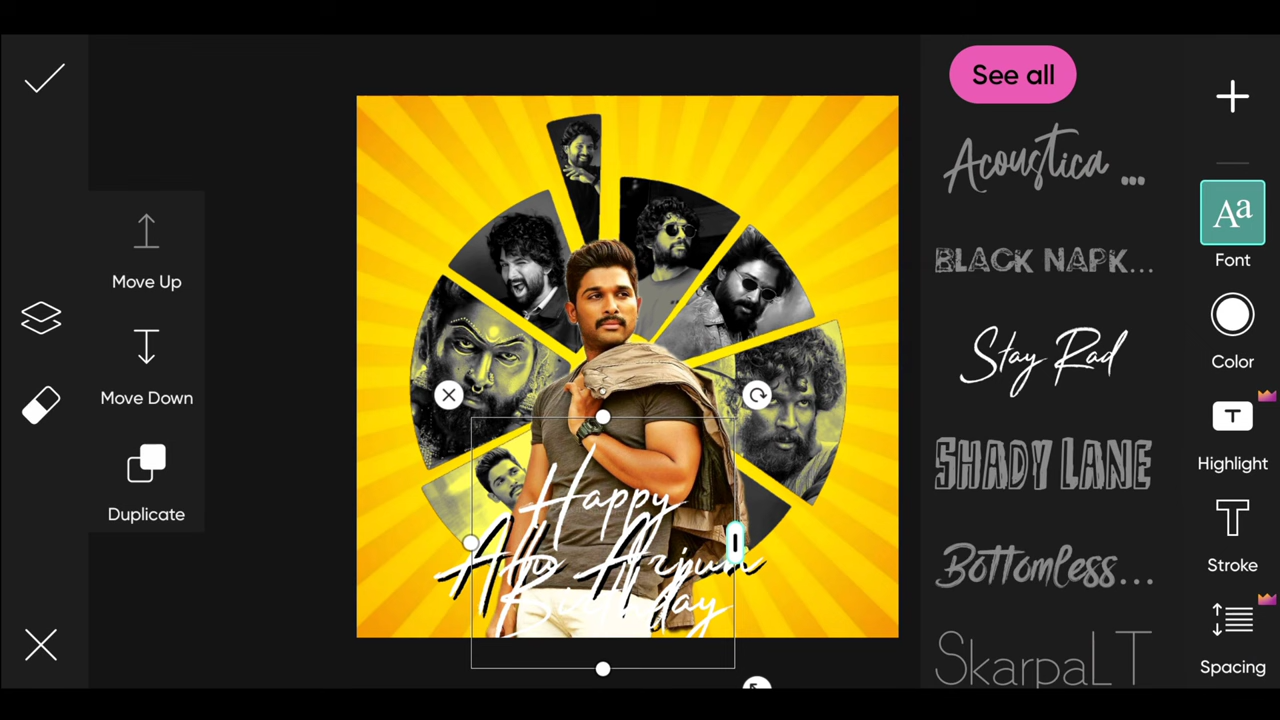 See all
Acoustica ...
BLACK NAPK...
Move Up
Font
Stay Rad
Color
Move Down
SHADY LANE
Highlight
Happy
Duplicate
Allu Arjun
Bottomless...
Stroke
Birthday
SkarpaLT
Spacing